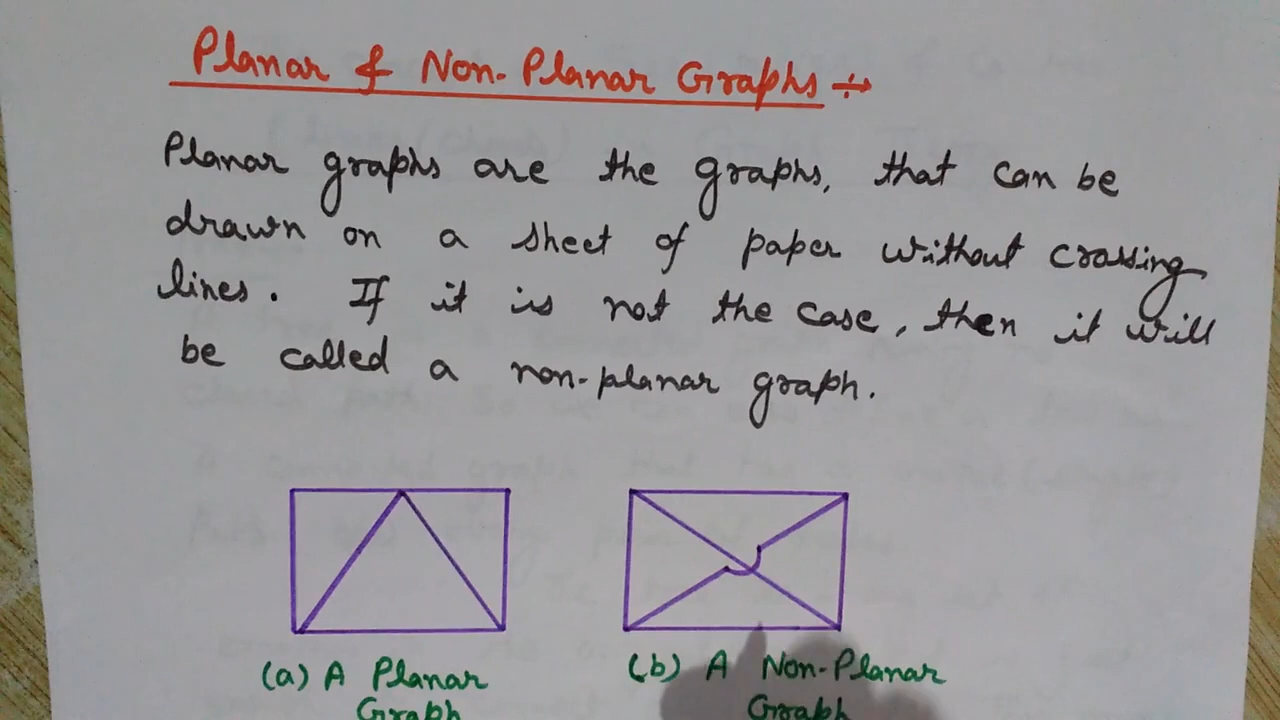 Planar & Non-Planar Graphs ÷
Planar graphs are the graphs, that can be
drawn on a sheet of paper without crossing
lines. If it is not the case, then it will
be called a non-planar graph.
(a) A Planar
Graph
(b) A Non-Planar
Graph